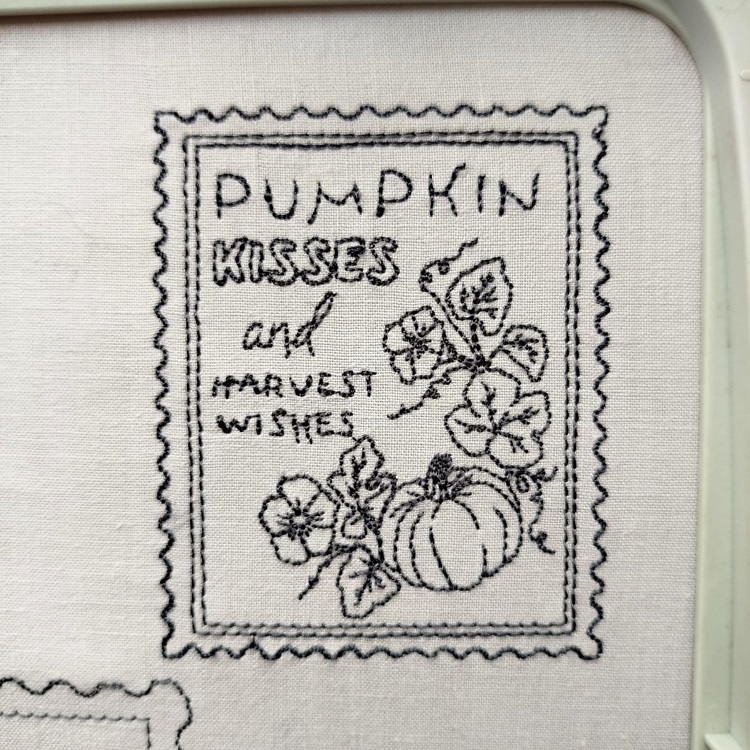 PUMPKIN
KISSES
and
HARVEST
WISHES